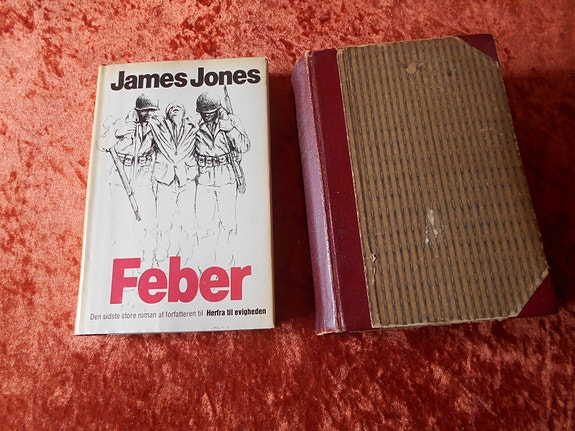 James Jones
Feber
Den sidste store roman af forfatteren til Herfra til evigheden